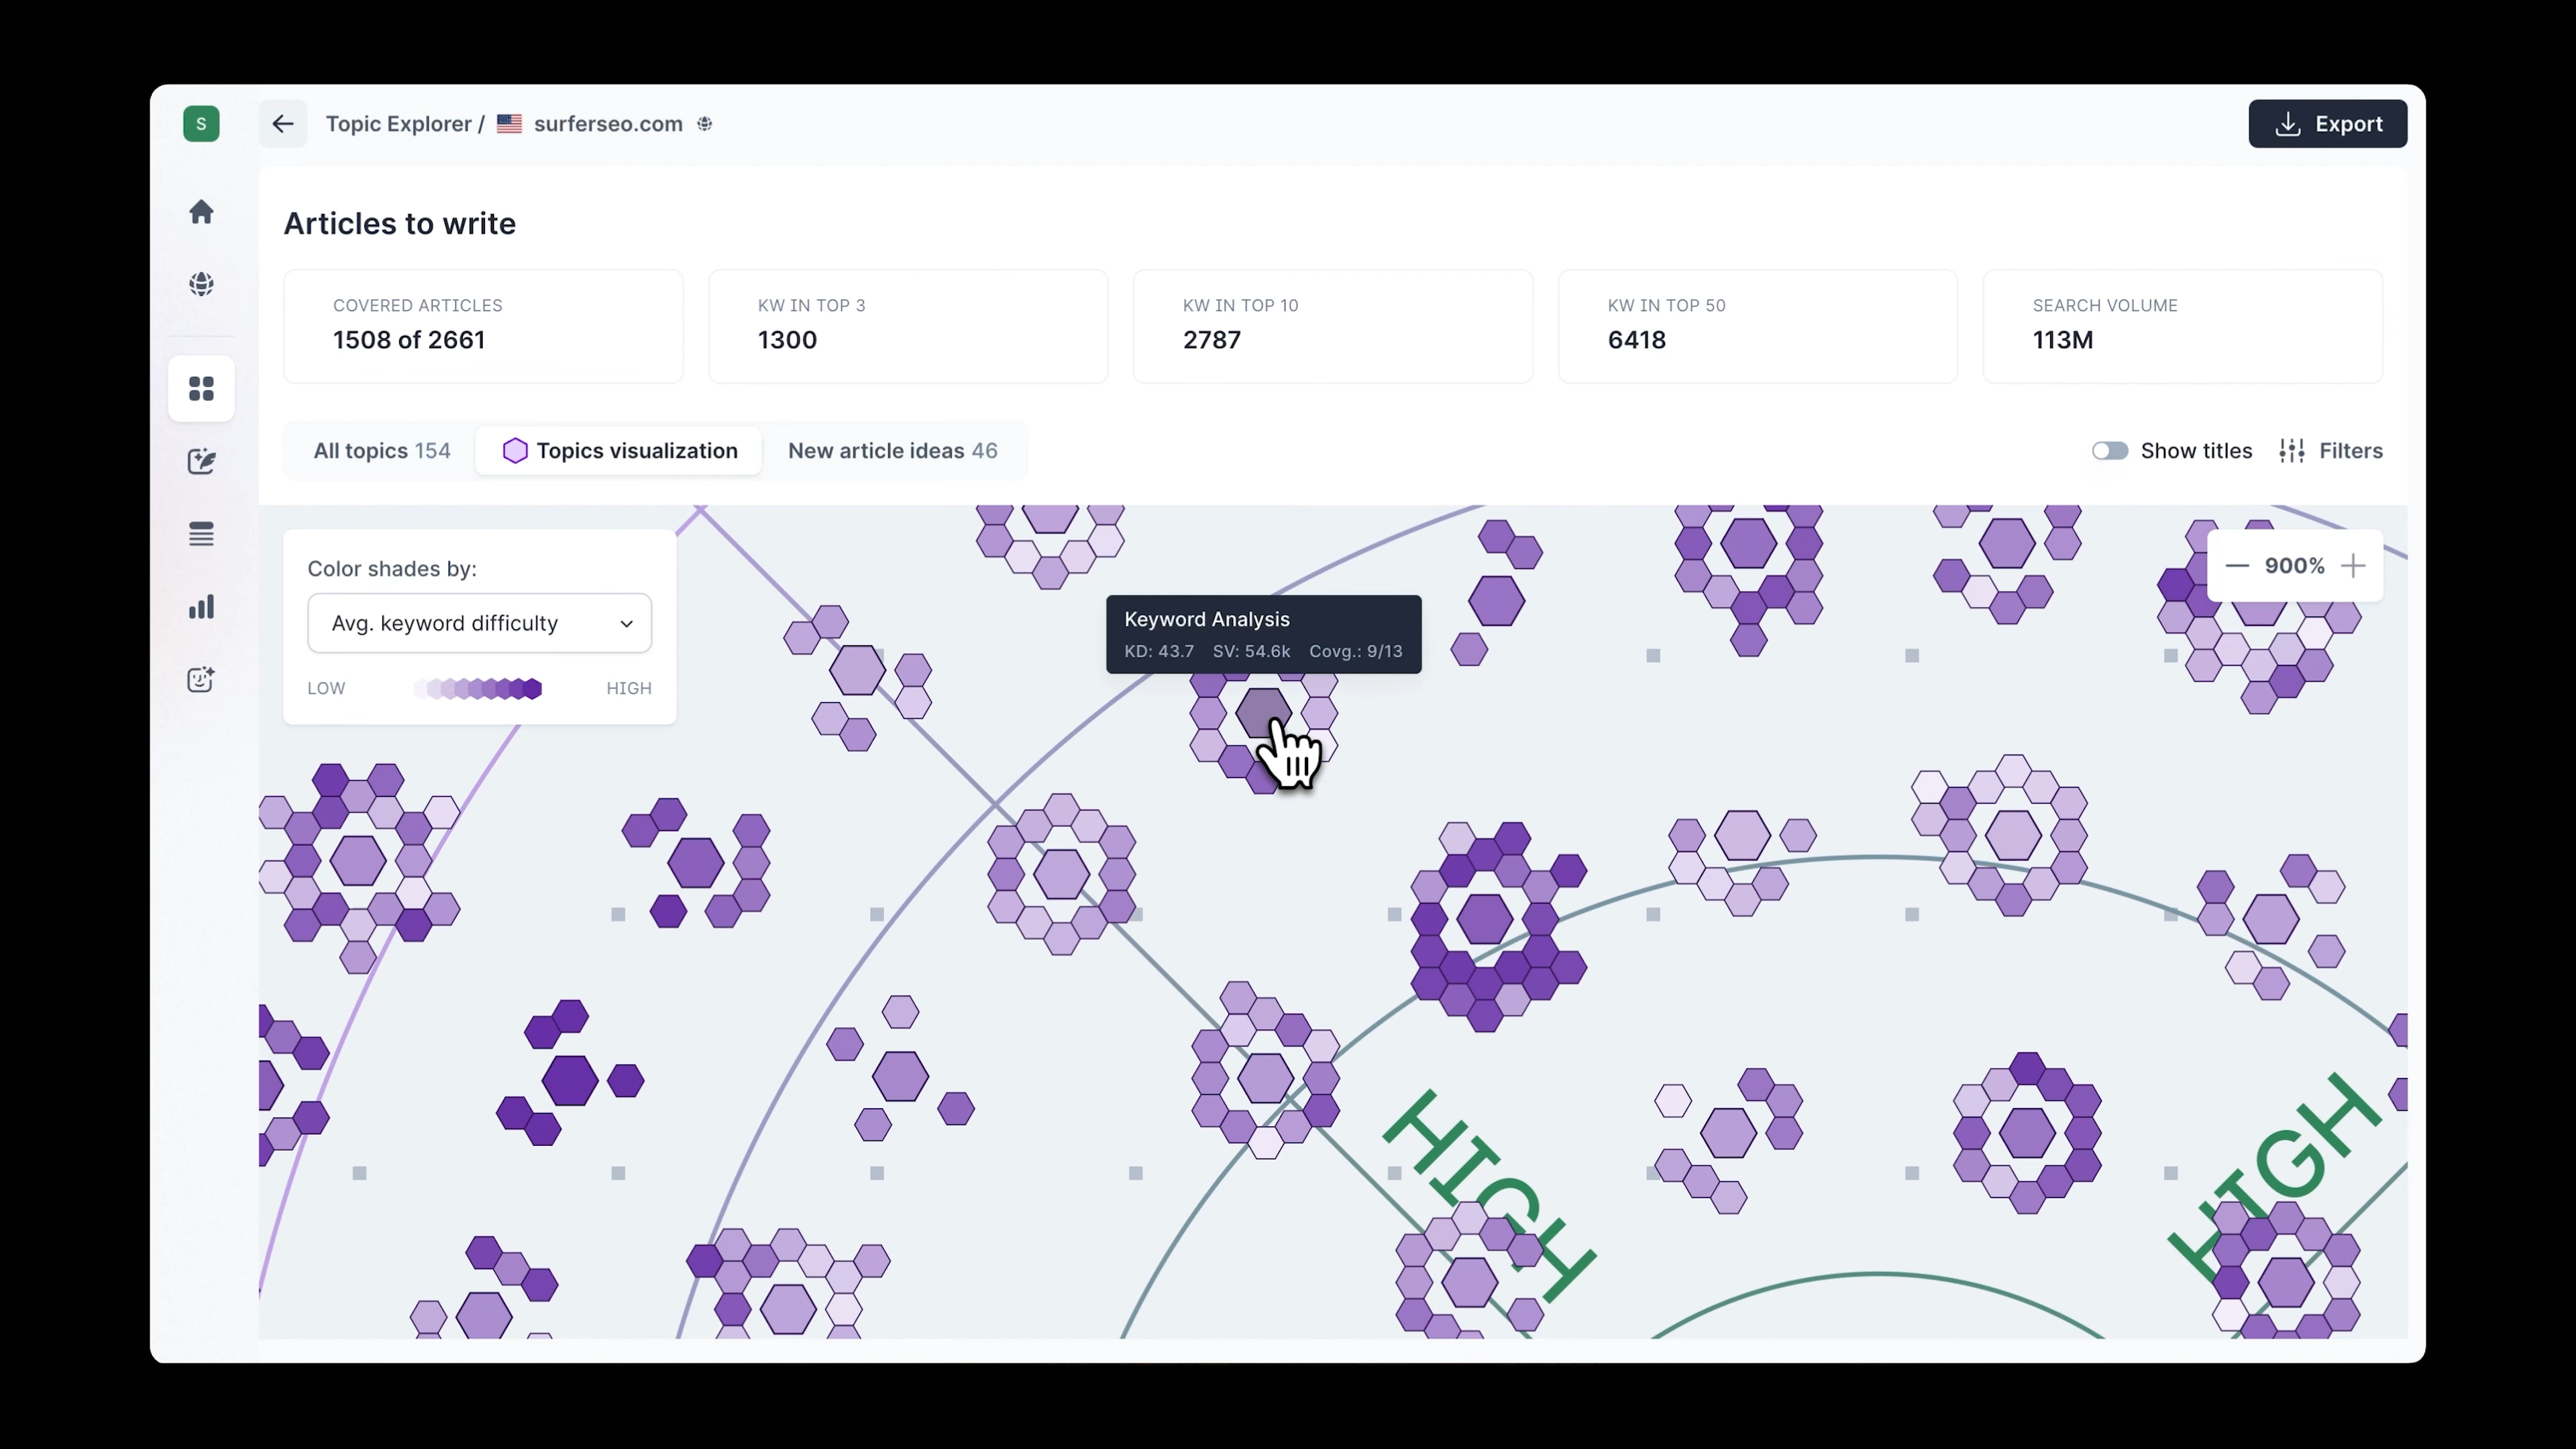 S
Topic Explorer / surferseo.com
Export
Articles to write
COVERED ARTICLES
1508 of 2661
KW IN TOP 3
1300
KW IN TOP 10
2787
KW IN TOP 50
6418
SEARCH VOLUME
113M
All topics 154
Topics visualization
New article ideas 46
Show titles
Filters
Color shades by:
Avg. keyword difficulty
LOW
HIGH
900%
Keyword Analysis
KD: 43.7 SV: 54.6k Covg.: 9/13
HIGH
HIGH